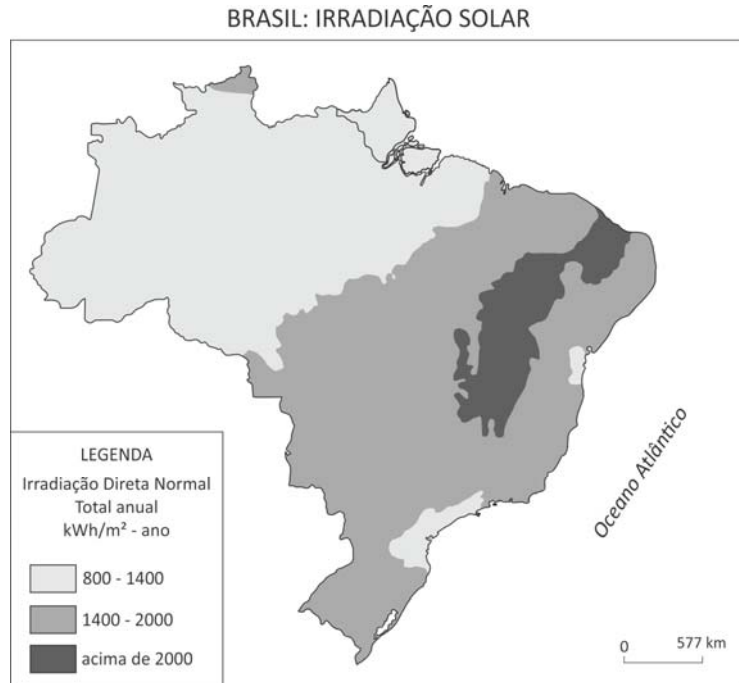 BRASIL: IRRADIAÇÃO SOLAR
Oceano Atlântico
LEGENDA
Irradiação Direta Normal
Total anual
kWh/m² - ano
800 - 1400
1400 - 2000
acima de 2000
0 577 km